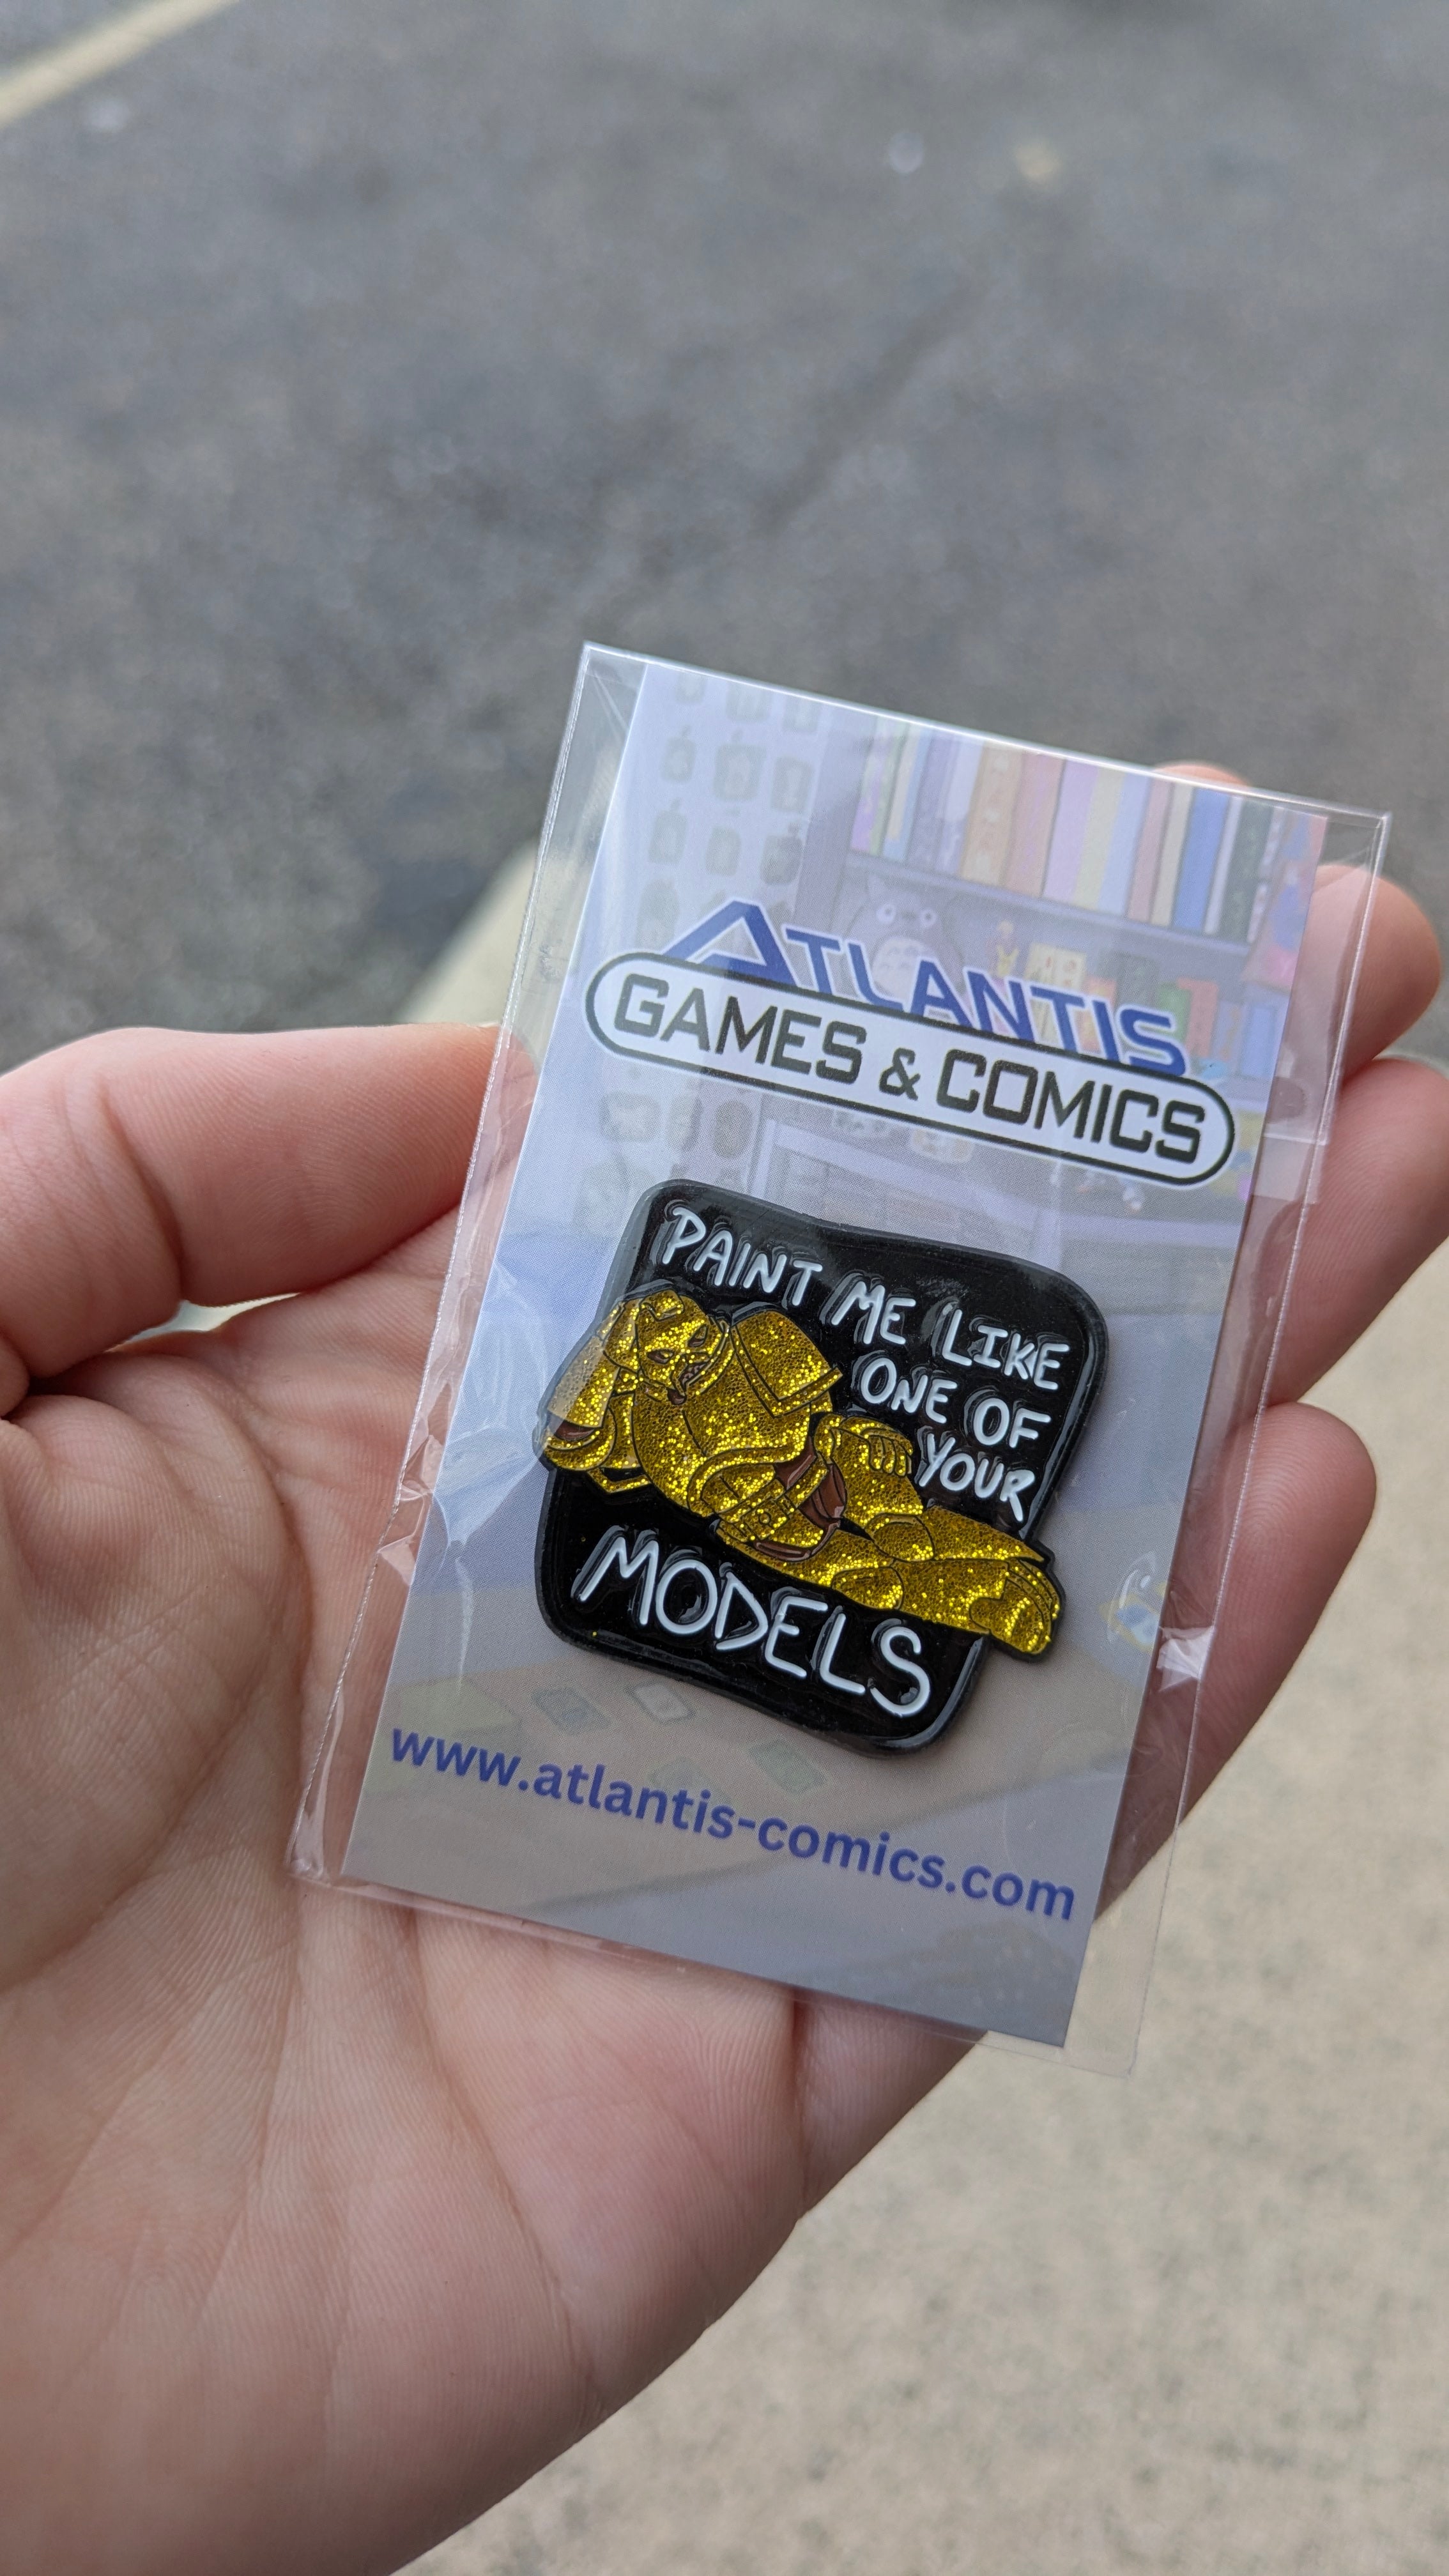 ATLANTIS
GAMES & COMICS
PAINT ME LIKE
ONE OF
YOUR
MODELS
www.atlantis-comics.com